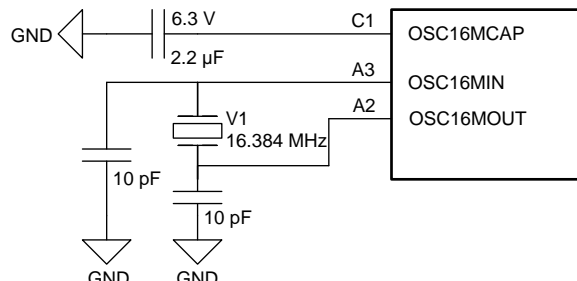 6.3 V
C1
GND
OSC16MCAP
2.2 µF
A3
OSC16MIN
A2
OSC16MOUT
V1
16.384 MHz
10 pF
10 pF
GND
GND